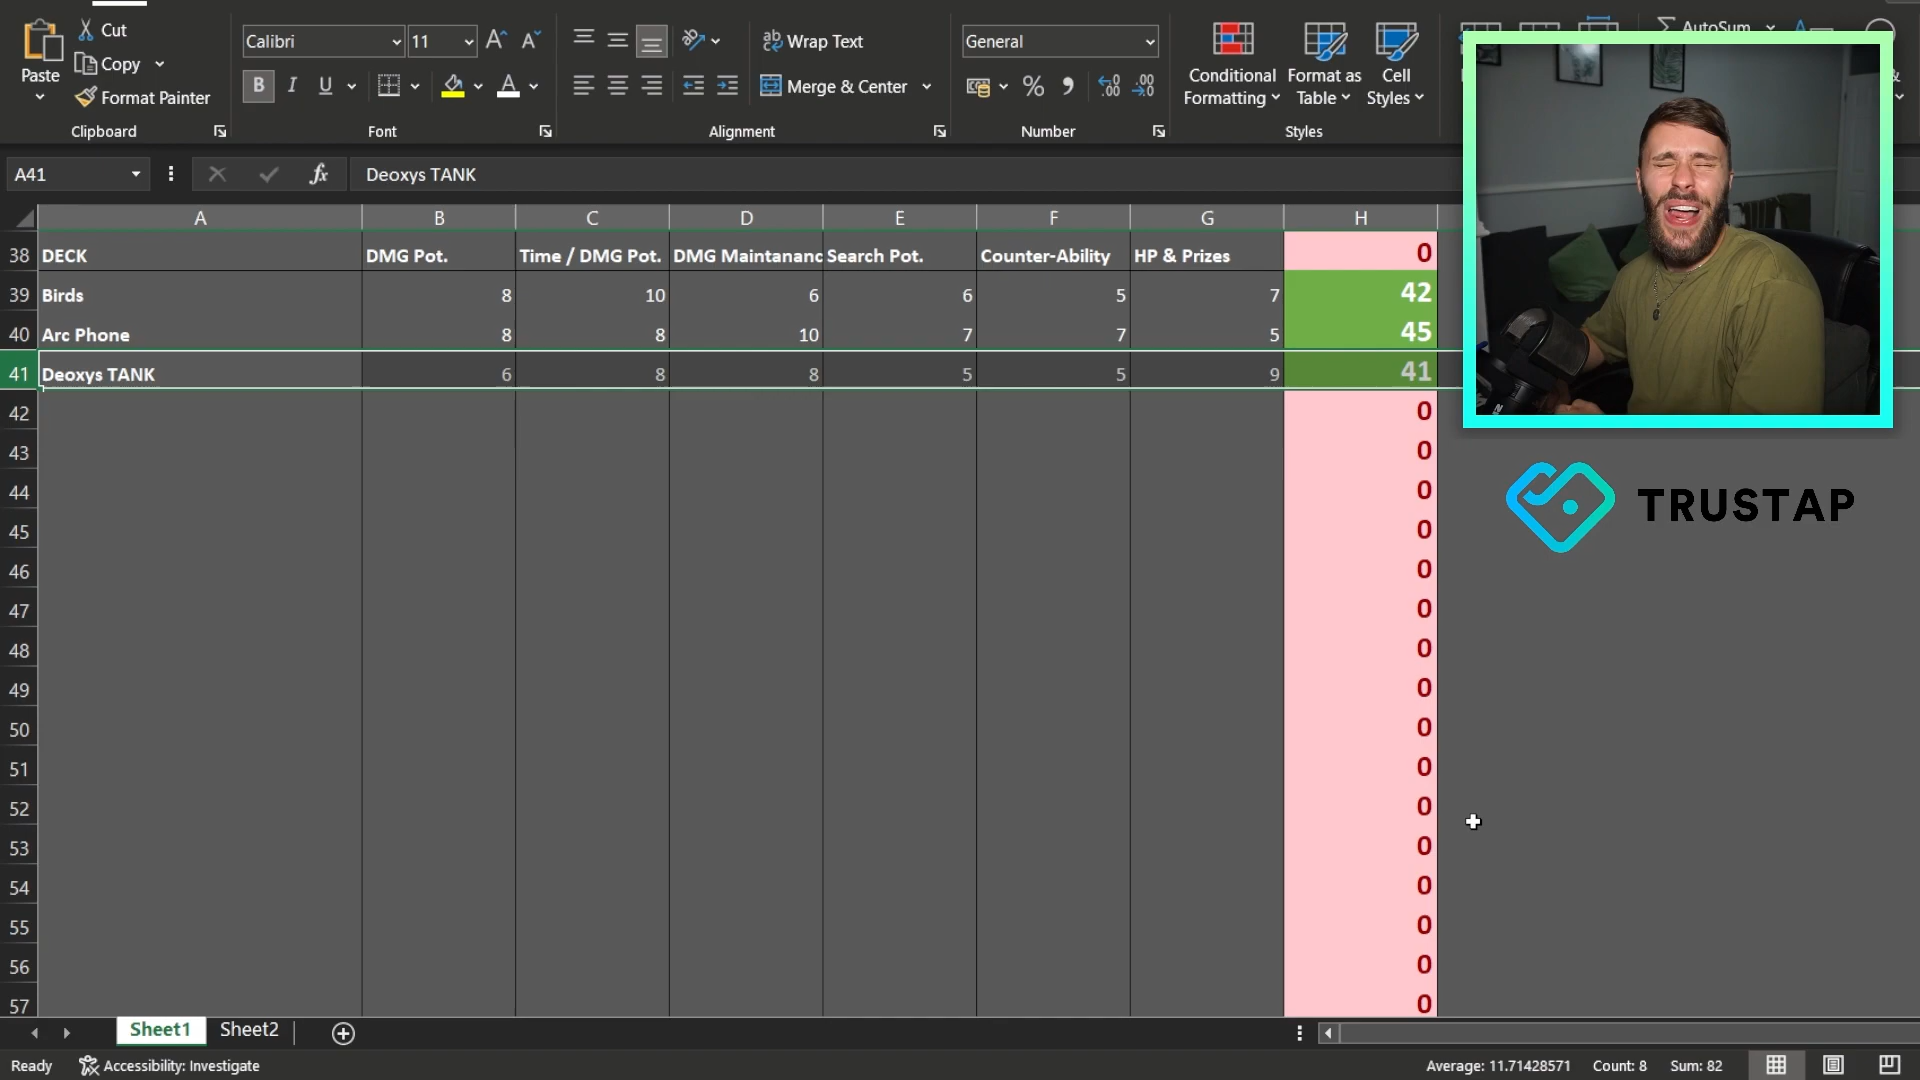 Cut
Copy
Format Painter
Paste
Clipboard
Calibri
11
B I U
Font
Wrap Text
Merge & Center
Alignment
General
Number
Conditional Formatting
Format as Table
Cell Styles
Styles
AutoSum
A41
fx
Deoxys TANK
A B C D E F G H
38 DECK DMG Pot. Time / DMG Pot. DMG Maintananc Search Pot. Counter-Ability HP & Prizes 0
39 Birds 8 10 6 6 5 7 42
40 Arc Phone 8 8 10 7 7 5 45
41 Deoxys TANK 6 8 8 5 5 9 41
42 0
43 0
44 0
45 0
46 0
47 0
48 0
49 0
50 0
51 0
52 0
53 0
54 0
55 0
56 0
57 0
TRUSTAP
Sheet1 Sheet2
Ready
Accessibility: Investigate
Average: 11.71428571 Count: 8 Sum: 82